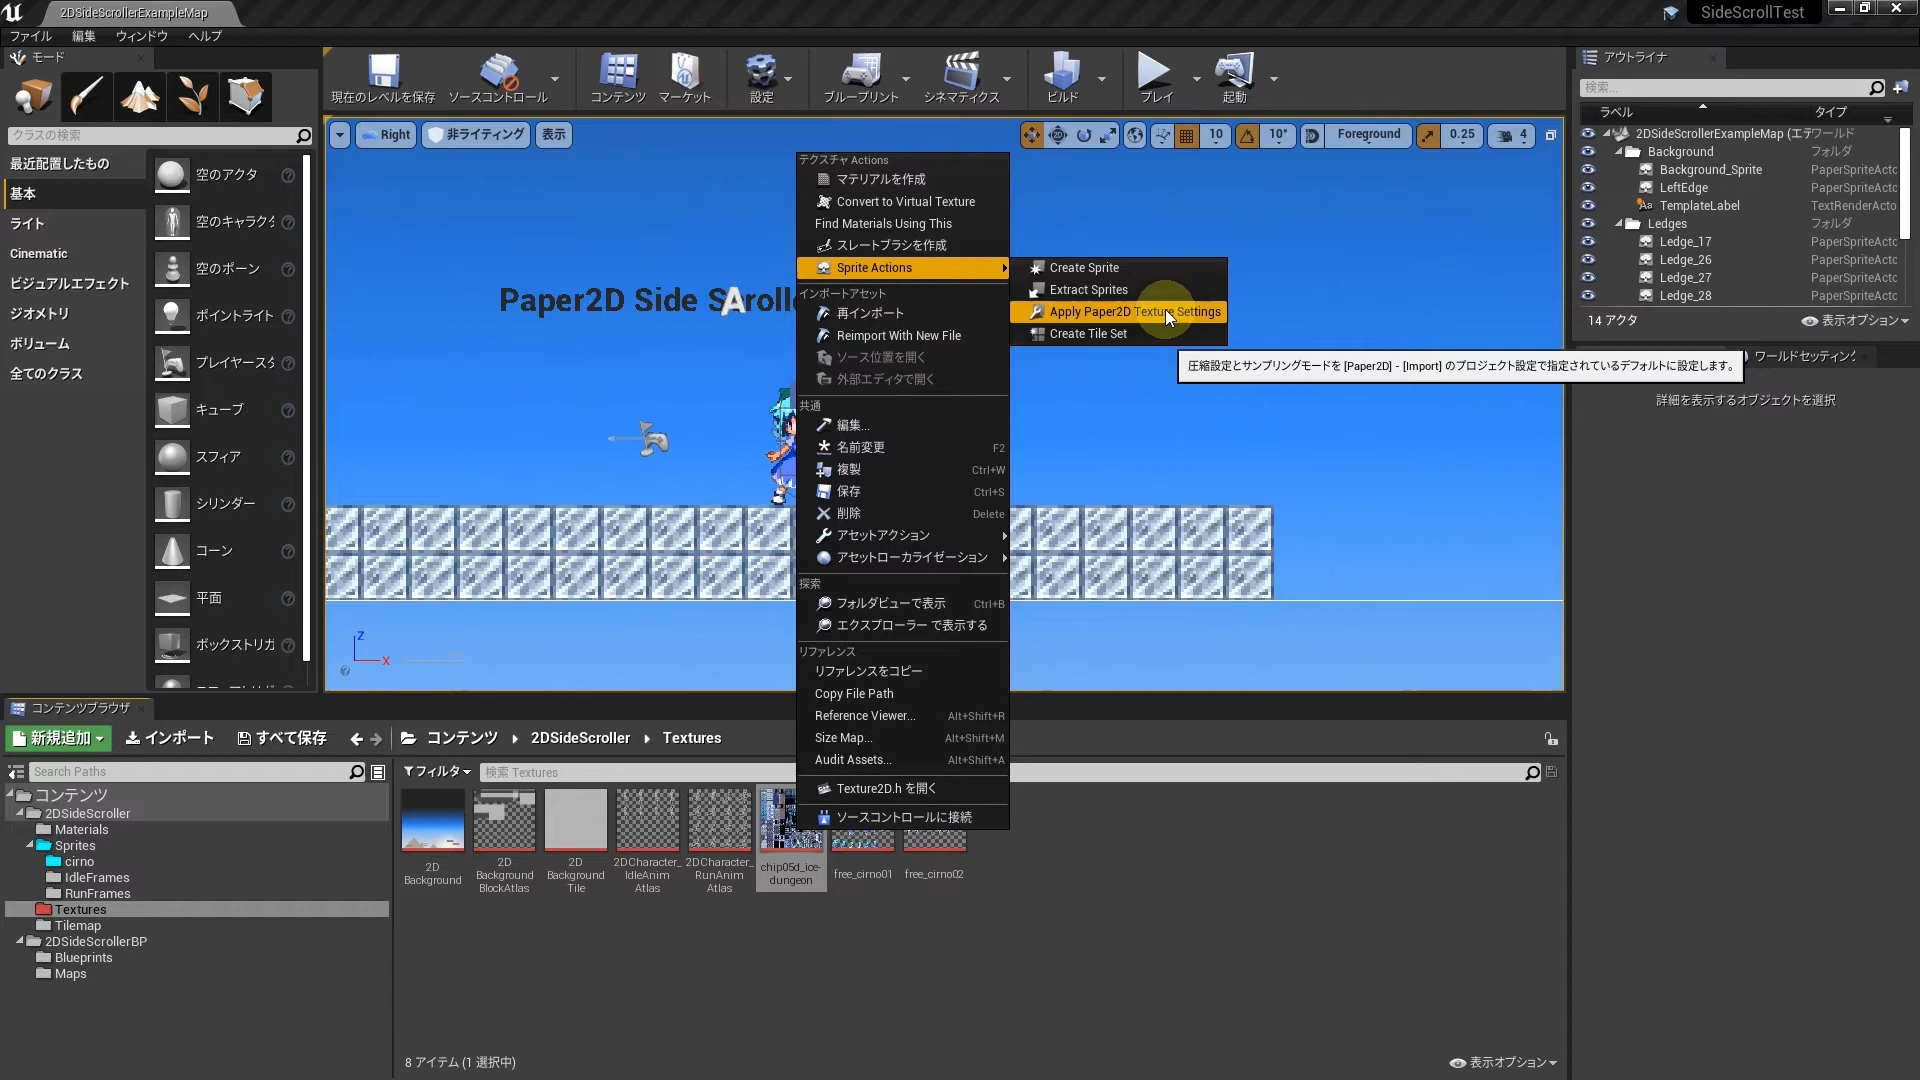 2DSideScrollerExampleMap
SideScrollTest
ファイル 編集 ウィンドウ ヘルプ
モード
クラスの検索
最近配置したもの
基本
ライト
Cinematic
ビジュアルエフェクト
ジオメトリ
ボリューム
全てのクラス
空のアクタ
空のキャラクタ
空のポーン
ポイントライト
プレイヤースタ
キューブ
スフィア
シリンダー
コーン
平面
ボックストリガ
現在のレベルを保存 ソースコントロール コンテンツ マーケット 設定 ブループリント シネマティクス ビルド プレイ 起動
Right 非ライティング 表示
10 10° Foreground 0.25 4
Paper2D Side Scrolle
A
Z
X
テクスチャ Actions
マテリアルを作成
Convert to Virtual Texture
Find Materials Using This
スレートブラシを作成
Sprite Actions
インポートアセット
再インポート
Reimport With New File
ソース位置を開く
外部エディタで開く
共通
編集...
名前変更 F2
複製 Ctrl+W
保存 Ctrl+S
削除 Delete
アセットアクション
アセットローカライゼーション
探索
フォルダビューで表示 Ctrl+B
エクスプローラー で表示する
リファレンス
リファレンスをコピー
Copy File Path
Reference Viewer... Alt+Shift+R
Size Map... Alt+Shift+M
Audit Assets... Alt+Shift+A
Texture2D.h を開く
ソースコントロールに接続
Create Sprite
Extract Sprites
Apply Paper2D Texture Settings
Create Tile Set
圧縮設定とサンプリングモードを [Paper2D] - [Import] のプロジェクト設定で指定されているデフォルトに設定します。
アウトライナ
検索...
ラベル タイプ
2DSideScrollerExampleMap (エデ ワールド
Background フォルダ
Background_Sprite PaperSpriteActo
LeftEdge PaperSpriteActo
TemplateLabel TextRenderActo
Ledges フォルダ
Ledge_17 PaperSpriteActo
Ledge_26 PaperSpriteActo
Ledge_27 PaperSpriteActo
Ledge_28 PaperSpriteActo
14 アクタ 表示オプション
ワールドセッティング
詳細を表示するオブジェクトを選択
コンテンツブラウザ
新規追加 インポート すべて保存 コンテンツ 2DSideScroller Textures
Search Paths
フィルタ 検索 Textures
コンテンツ
2DSideScroller
Materials
Sprites
cirno
IdleFrames
RunFrames
Textures
Tilemap
2DSideScrollerBP
Blueprints
Maps
2D
Background
2D
Background
BlockAtlas
2D
Background
Tile
2DCharacter_
IdleAnim
Atlas
2DCharacter_
RunAnim
Atlas
chip05d_ice-
dungeon
free_cirno01
free_cirno02
8 アイテム (1 選択中) 表示オプション